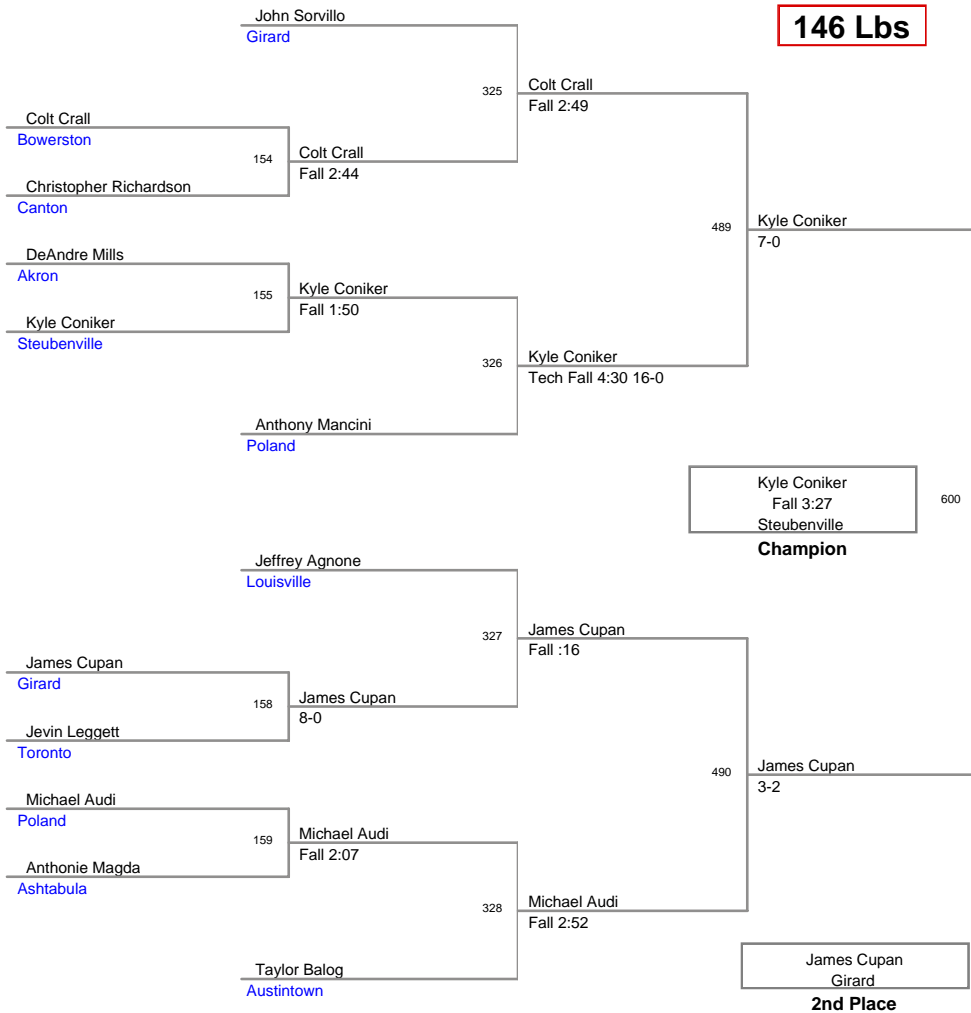 John Sorvillo
Girard
146 Lbs
325
Colt Crall
Fall 2:49
Colt Crall
Bowerston
154
Colt Crall
Fall 2:44
Christopher Richardson
Canton
489
Kyle Coniker
7-0
DeAndre Mills
Akron
155
Kyle Coniker
Fall 1:50
Kyle Coniker
Steubenville
326
Kyle Coniker
Tech Fall 4:30 16-0
Anthony Mancini
Poland
Kyle Coniker
Fall 3:27
Steubenville
600
Champion
Jeffrey Agnone
Louisville
327
James Cupan
Fall :16
James Cupan
Girard
158
James Cupan
8-0
Jevin Leggett
Toronto
490
James Cupan
3-2
Michael Audi
Poland
159
Michael Audi
Fall 2:07
Anthonie Magda
Ashtabula
328
Michael Audi
Fall 2:52
Taylor Balog
Austintown
James Cupan
Girard
2nd Place